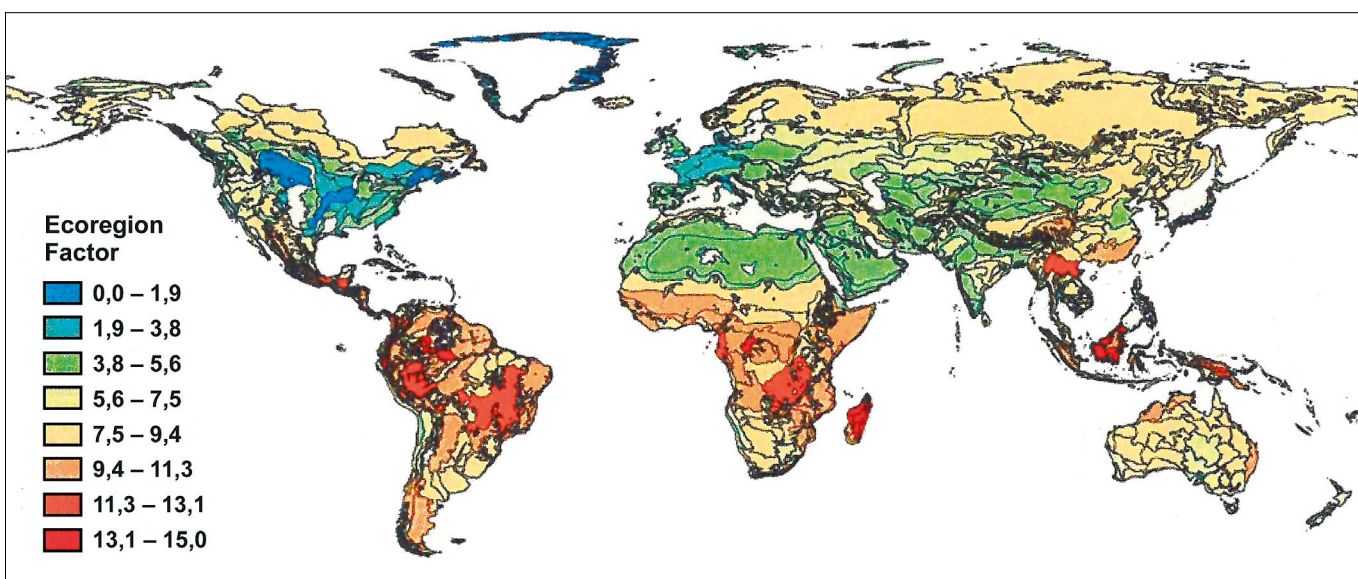 Ecoregion
Factor
0,0 – 1,9
1,9 – 3,8
3,8 – 5,6
5,6 – 7,5
7,5 – 9,4
9,4 – 11,3
11,3 – 13,1
13,1 – 15,0